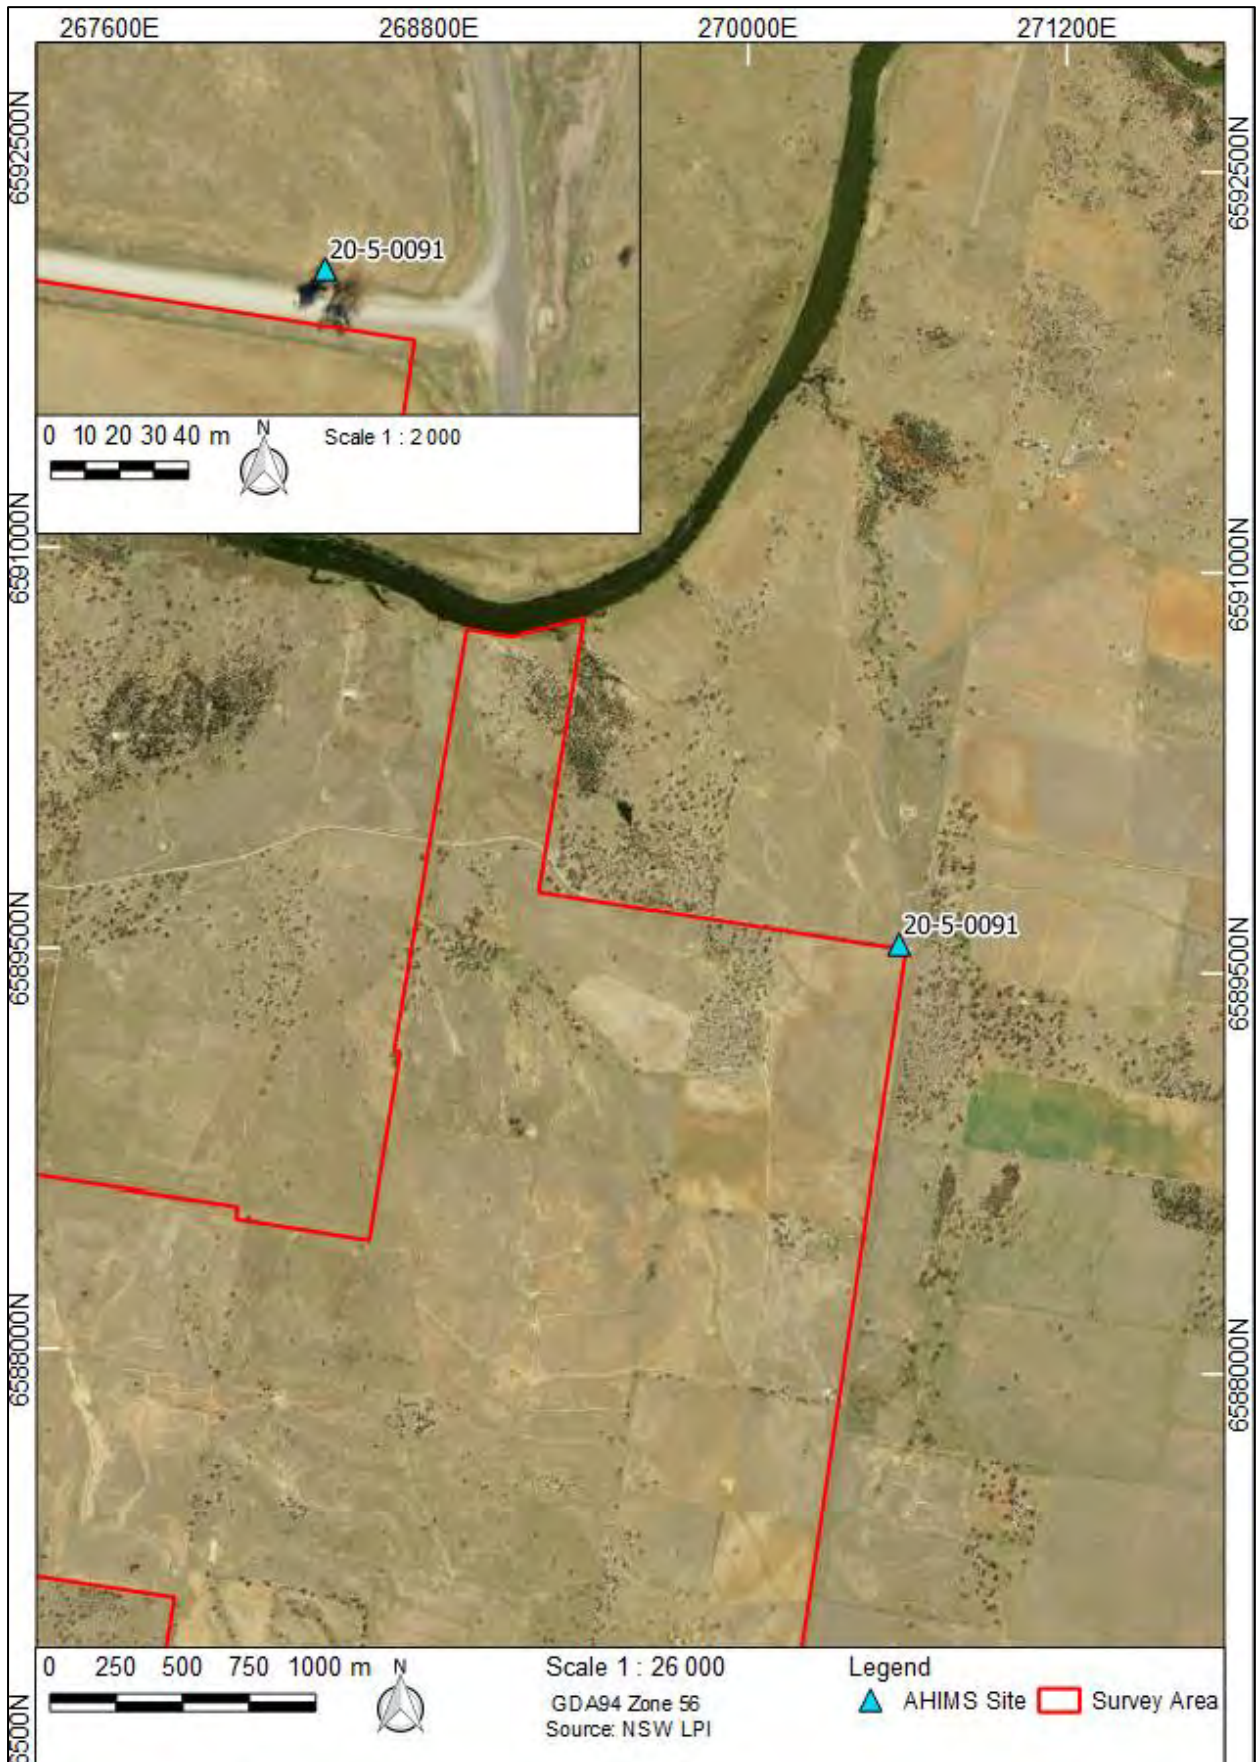 267600E 268800E 270000E 271200E
6592500N
6592500N
20-5-0091
0 10 20 30 40 m
N
Scale 1 : 2 000
6591000N
6591000N
20-5-0091
6589500N
6589500N
6588000N
6588000N
0 250 500 750 1000 m
N
Scale 1 : 26 000
GDA94 Zone 56
Source: NSW LPI
Legend
AHIMS Site
Survey Area